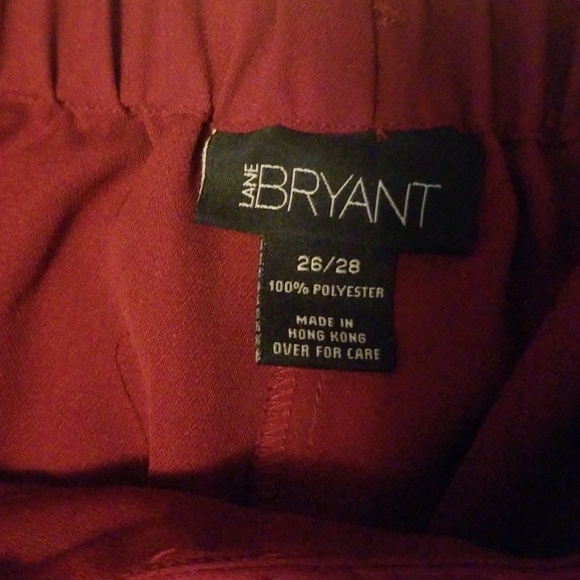 LANE BRYANT
26/28
100% POLYESTER
MADE IN
HONG KONG
OVER FOR CARE